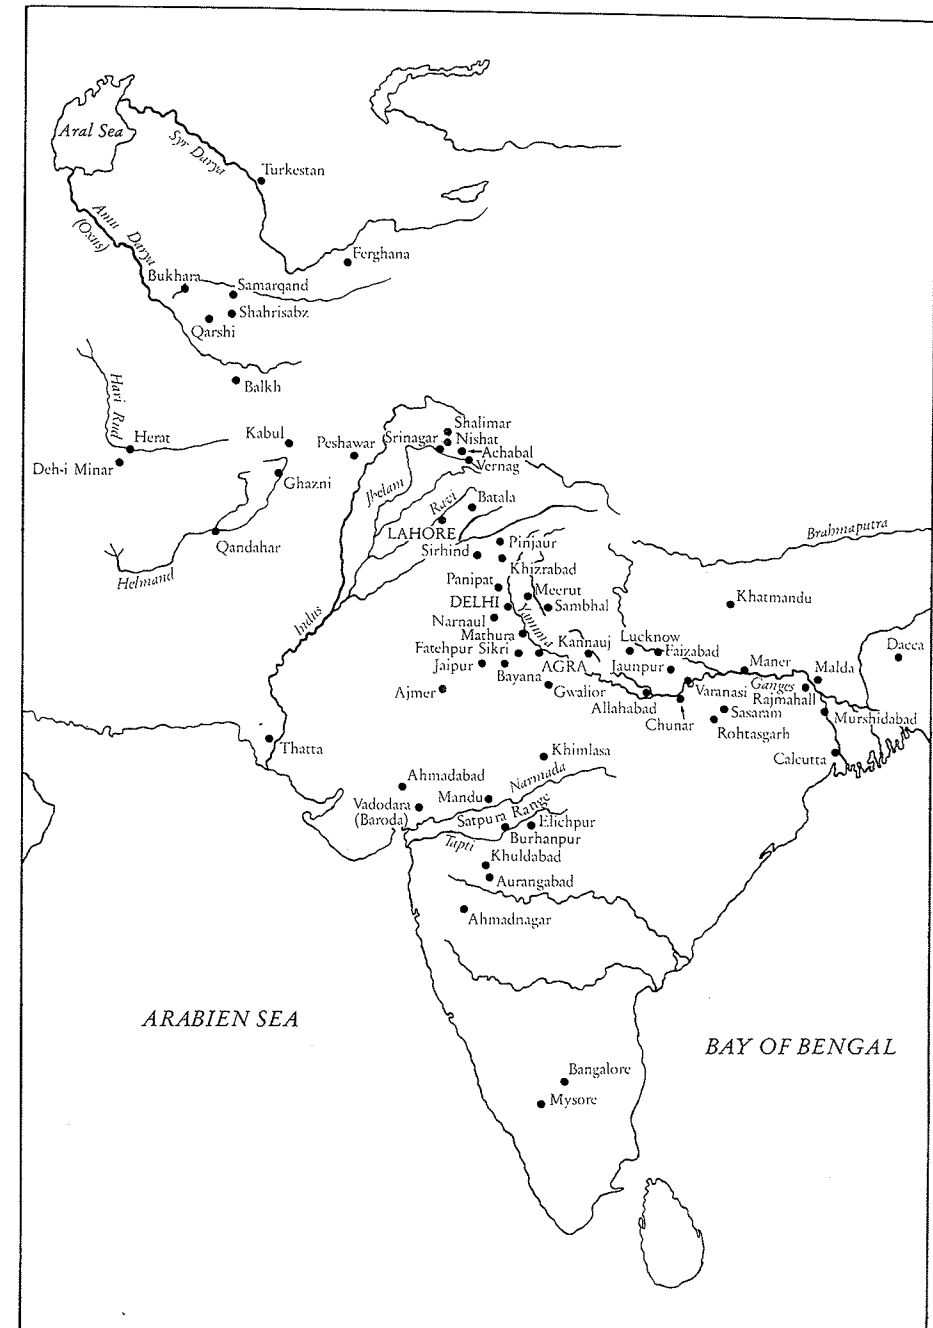 Aral Sea
Syr Darya
Turkestan
Amu Darya
(Oxus)
Ferghana
Bukhara
Samarqand
Shahrisabz
Qarshi
Balkh
Hari Rud
Herat
Deh-i Minar
Kabul
Ghazni
Qandahar
Helmand
Peshawar
Srinagar
Shalimar
Nishat
Achabal
Vernag
Jhelam
Ravi
Batala
LAHORE
Sirhind
Pinjaur
Khizrabad
Panipat
Meerut
DELHI
Sambhal
Narnaul
Yamuna
Mathura
Fatehpur Sikri
Kannauj
Lucknow
Faizabad
Jaipur
Bayana
AGRA
Jaunpur
Maner
Malda
Ajmer
Gwalior
Varanasi
Ganges
Rajmahall
Allahabad
Chunar
Sasaram
Rohtasgarh
Murshidabad
Calcutta
Brahmaputra
Khatmandu
Dacca
Indus
Thatta
Khimlasa
Ahmadabad
Mandu
Narmada
Vadodara
(Baroda)
Satpura Range
Elichpur
Tapti
Burhanpur
Khuldabad
Aurangabad
Ahmadnagar
ARABIEN SEA
BAY OF BENGAL
Bangalore
Mysore